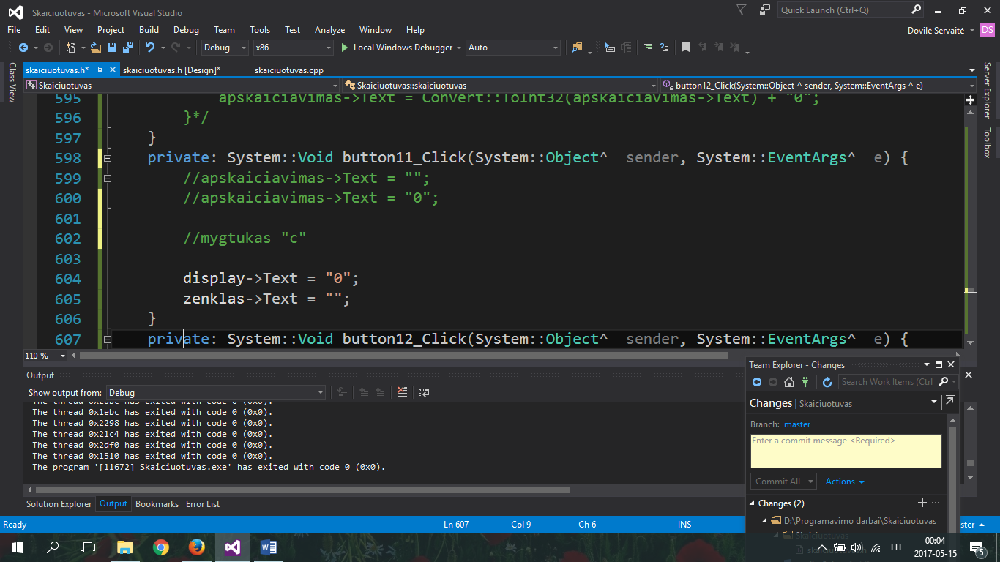 Skaiciuotuvas - Microsoft Visual Studio
Quick Launch (Ctrl+Q)
File Edit View Project Build Debug Team Tools Test Analyze Window Help
Dovilė Servaitė DS
Debug x86 Local Windows Debugger Auto
skaiciuotuvas.h* skaiciuotuvas.h [Design]* skaiciuotuvas.cpp
Class View
Server Explorer
Toolbox
Skaiciuotuvas Skaiciuotuvas::skaiciuotuvas button12_Click(System::Object ^ sender, System::EventArgs ^ e)
595 apskaiciavimas->Text = Convert::ToInt32(apskaiciavimas->Text) + "0";
596 }*/
597 }
598 private: System::Void button11_Click(System::Object^ sender, System::EventArgs^ e) {
599 //apskaiciavimas->Text = "";
600 //apskaiciavimas->Text = "0";
601
602 //mygtukas "c"
603
604 display->Text = "0";
605 zenklas->Text = "";
606 }
607 private: System::Void button12_Click(System::Object^ sender, System::EventArgs^ e) {
110 %
Output
Show output from: Debug
The thread 0x20bc has exited with code 0 (0x0).
The thread 0x1ebc has exited with code 0 (0x0).
The thread 0x2298 has exited with code 0 (0x0).
The thread 0x21c4 has exited with code 0 (0x0).
The thread 0x2df0 has exited with code 0 (0x0).
The thread 0x1510 has exited with code 0 (0x0).
The program '[11672] Skaiciuotuvas.exe' has exited with code 0 (0x0).
Team Explorer - Changes
Search Work Items (Ctrl
Changes | Skaiciuotuvas
Branch: master
Enter a commit message <Required>
Commit All Actions
Changes (2)
D:\Programavimo darbai\Skaiciuotuvas
Skaiciuotuvas
Solution Explorer Output Bookmarks Error List
Ready Ln 607 Col 9 Ch 6 INS
LIT
00:04
2017-05-15
5